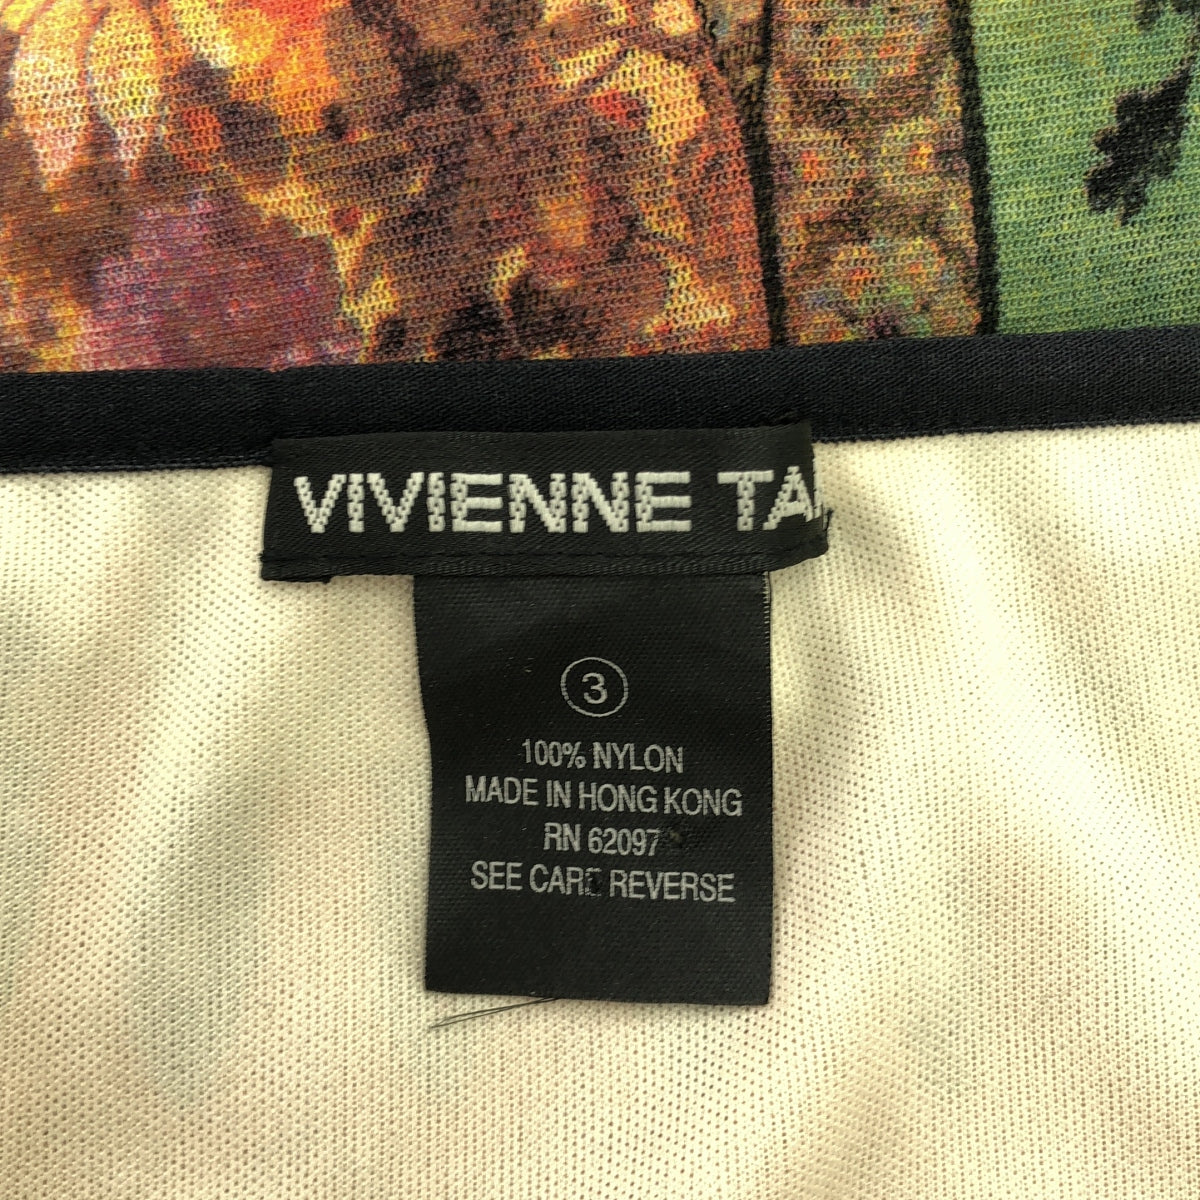 VIVIENNE TA
3
100% NYLON
MADE IN HONG KONG
RN 62097
SEE CARE REVERSE